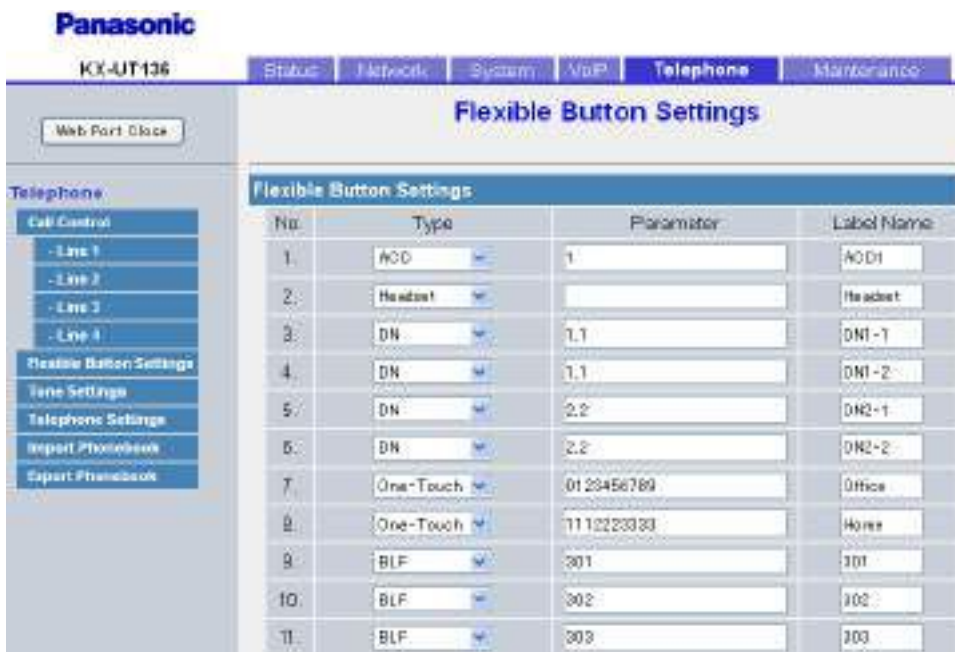 Panasonic
KX-UT136
Status Network System VoIP Telephone Maintenance
Web Port Close
Flexible Button Settings
Telephone
Call Control
- Line 1
- Line 2
- Line 3
- Line 4
Flexible Button Settings
Tone Settings
Telephone Settings
Import Phonebook
Export Phonebook
Flexible Button Settings
No. Type Parameter Label Name
1. ACD 1 ACD1
2. Headset Headset
3. DN 1,1 DN1-1
4. DN 1,1 DN1-2
5. DN 2,2 DN2-1
6. DN 2,2 DN2-2
7. One-Touch 0123456789 Office
8. One-Touch 1112223333 Home
9. BLF 301 301
10. BLF 302 302
11. BLF 303 303